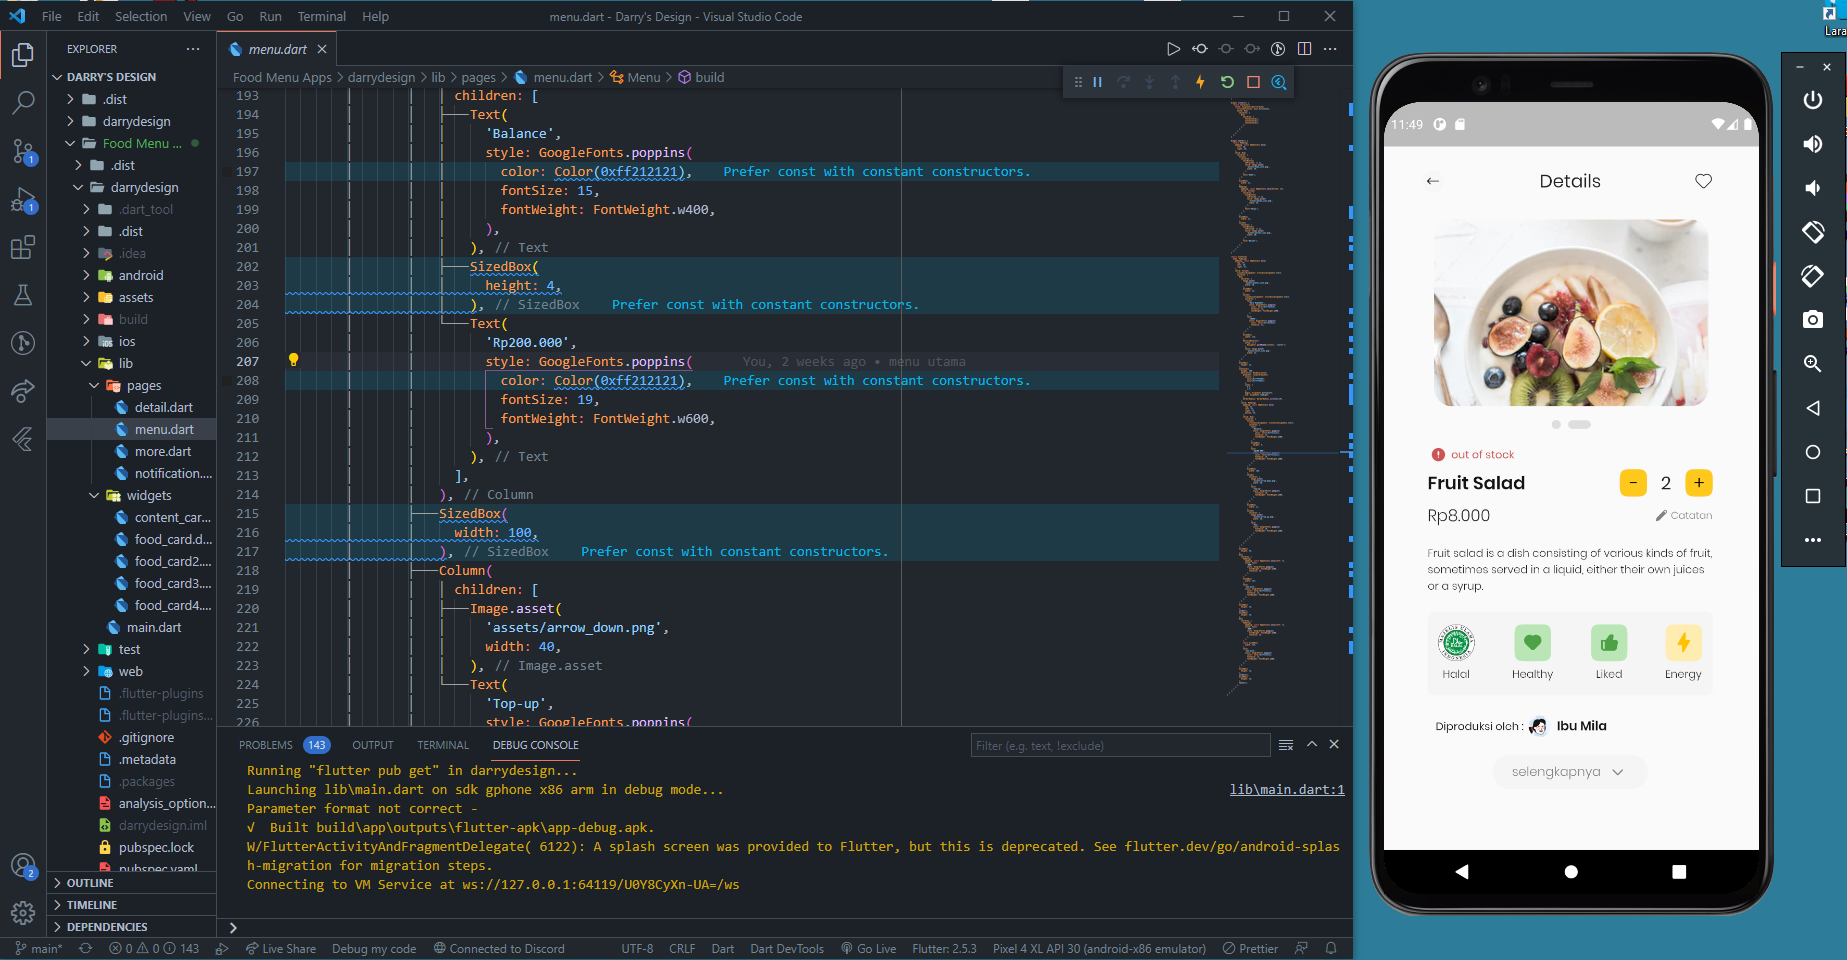 File Edit Selection View Go Run Terminal Help
menu.dart - Darry's Design - Visual Studio Code
EXPLORER
DARRY'S DESIGN
.dist
darrydesign
Food Menu ...
.dist
darrydesign
.dart_tool
.dist
.idea
android
assets
build
ios
lib
pages
detail.dart
menu.dart
more.dart
notification....
widgets
content_car...
food_card.d...
food_card2....
food_card3....
food_card4....
main.dart
test
web
.flutter-plugins
.flutter-plugins...
.gitignore
.metadata
.packages
analysis_option...
darrydesign.iml
pubspec.lock
pubspec.yaml
OUTLINE
TIMELINE
DEPENDENCIES
1
1
2
menu.dart
Food Menu Apps > darrydesign > lib > pages > menu.dart > Menu > build
193 children: [
194 Text(
195 'Balance',
196 style: GoogleFonts.poppins(
197 color: Color(0xff212121), Prefer const with constant constructors.
198 fontSize: 15,
199 fontWeight: FontWeight.w400,
200 ),
201 ), // Text
202 SizedBox(
203 height: 4,
204 ), // SizedBox Prefer const with constant constructors.
205 Text(
206 'Rp200.000',
207 style: GoogleFonts.poppins( You, 2 weeks ago • menu utama
208 color: Color(0xff212121), Prefer const with constant constructors.
209 fontSize: 19,
210 fontWeight: FontWeight.w600,
211 ),
212 ), // Text
213 ],
214 ), // Column
215 SizedBox(
216 width: 100,
217 ), // SizedBox Prefer const with constant constructors.
218 Column(
219 children: [
220 Image.asset(
221 'assets/arrow_down.png',
222 width: 40,
223 ), // Image.asset
224 Text(
225 'Top-up',
226 style: GoogleFonts.poppins(
PROBLEMS 143 OUTPUT TERMINAL DEBUG CONSOLE
Filter (e.g. text, !exclude)
Running "flutter pub get" in darrydesign...
Launching lib\main.dart on sdk gphone x86 arm in debug mode... lib\main.dart:1
Parameter format not correct -
√ Built build\app\outputs\flutter-apk\app-debug.apk.
W/FlutterActivityAndFragmentDelegate( 6122): A splash screen was provided to Flutter, but this is deprecated. See flutter.dev/go/android-splas
h-migration for migration steps.
Connecting to VM Service at ws://127.0.0.1:64119/U0Y8CyXn-UA=/ws
main* 0 0 143 Live Share Debug my code Connected to Discord UTF-8 CRLF Dart Dart DevTools Go Live Flutter: 2.5.3 Pixel 4 XL API 30 (android-x86 emulator) Prettier
Lara
11:49
Details
out of stock
Fruit Salad - 2 +
Rp8.000 Catatan
Fruit salad is a dish consisting of various kinds of fruit,
sometimes served in a liquid, either their own juices
or a syrup.
Halal Healthy Liked Energy
Diproduksi oleh : Ibu Mila
selengkapnya